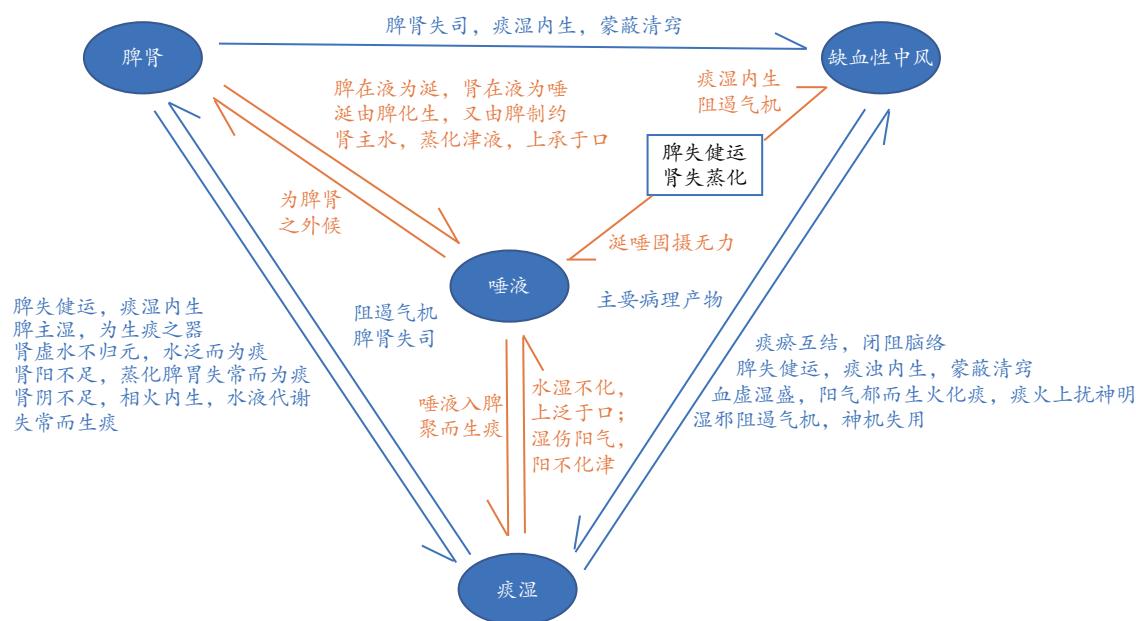 脾肾失司，痰湿内生，蒙蔽清窍
脾肾
缺血性中风
脾在液为涎，肾在液为唾
涎由脾化生，又由脾制约
肾主水，蒸化津液，上承于口
痰湿内生
阻遏气机
脾失健运
肾失蒸化
为脾肾
之外候
涎唾固摄无力
唾液
主要病理产物
脾失健运，痰湿内生
脾主湿，为生痰之器
肾虚水不归元，水泛而为痰
肾阳不足，蒸化脾胃失常而为痰
肾阴不足，相火内生，水液代谢
失常而生痰
阻遏气机
脾肾失司
痰瘀互结，闭阻脑络
脾失健运，痰浊内生，蒙蔽清窍
血虚湿盛，阳气郁而生火化痰，痰火上扰神明
湿邪阻遏气机，神机失用
唾液入脾
聚而生痰
水湿不化，
上泛于口；
湿伤阳气，
阳不化津
痰湿